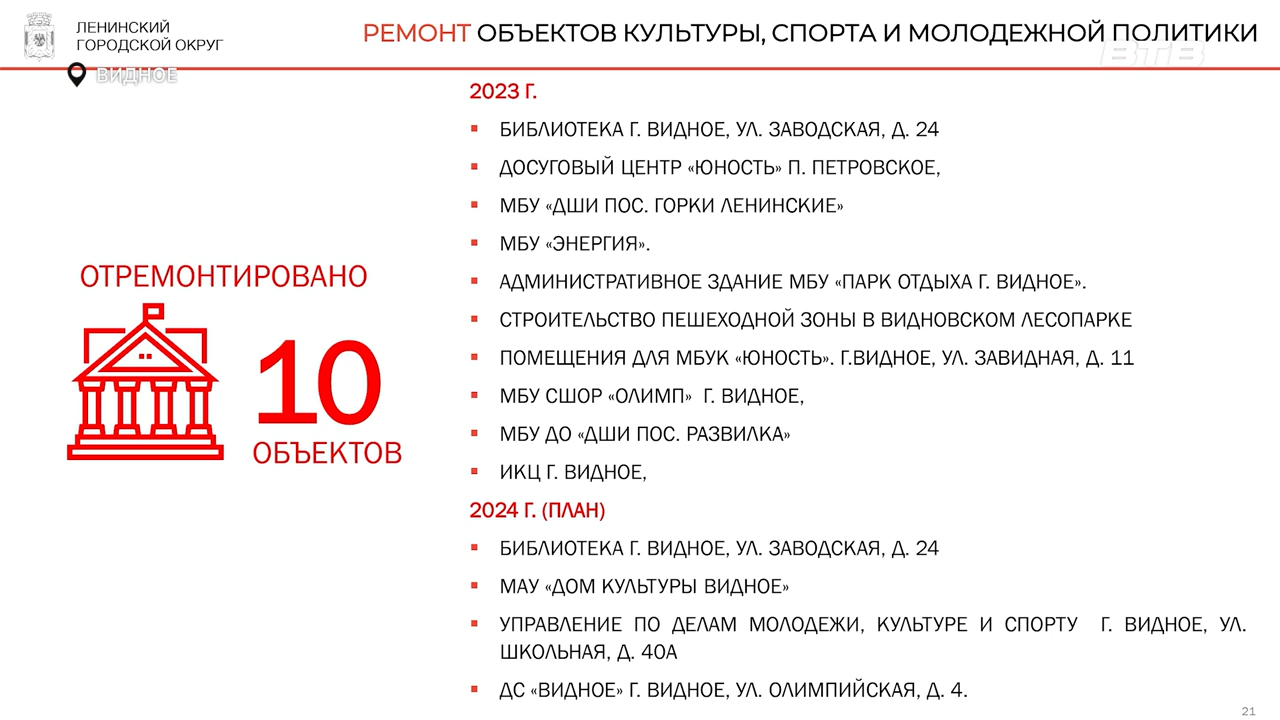 ЛЕНИНСКИЙ
ГОРОДСКОЙ ОКРУГ
РЕМОНТ ОБЪЕКТОВ КУЛЬТУРЫ, СПОРТА И МОЛОДЕЖНОЙ ПОЛИТИКИ
ВТВ
ВИДНОЕ
ОТРЕМОНТИРОВАНО
10
ОБЪЕКТОВ
2023 Г.
▪ БИБЛИОТЕКА Г. ВИДНОЕ, УЛ. ЗАВОДСКАЯ, Д. 24
▪ ДОСУГОВЫЙ ЦЕНТР «ЮНОСТЬ» П. ПЕТРОВСКОЕ,
▪ МБУ «ДШИ ПОС. ГОРКИ ЛЕНИНСКИЕ»
▪ МБУ «ЭНЕРГИЯ».
▪ АДМИНИСТРАТИВНОЕ ЗДАНИЕ МБУ «ПАРК ОТДЫХА Г. ВИДНОЕ».
▪ СТРОИТЕЛЬСТВО ПЕШЕХОДНОЙ ЗОНЫ В ВИДНОВСКОМ ЛЕСОПАРКЕ
▪ ПОМЕЩЕНИЯ ДЛЯ МБУК «ЮНОСТЬ». Г.ВИДНОЕ, УЛ. ЗАВИДНАЯ, Д. 11
▪ МБУ СШОР «ОЛИМП» Г. ВИДНОЕ,
▪ МБУ ДО «ДШИ ПОС. РАЗВИЛКА»
▪ ИКЦ Г. ВИДНОЕ,
2024 Г. (ПЛАН)
▪ БИБЛИОТЕКА Г. ВИДНОЕ, УЛ. ЗАВОДСКАЯ, Д. 24
▪ МАУ «ДОМ КУЛЬТУРЫ ВИДНОЕ»
▪ УПРАВЛЕНИЕ ПО ДЕЛАМ МОЛОДЕЖИ, КУЛЬТУРЕ И СПОРТУ Г. ВИДНОЕ, УЛ.
ШКОЛЬНАЯ, Д. 40А
▪ ДС «ВИДНОЕ» Г. ВИДНОЕ, УЛ. ОЛИМПИЙСКАЯ, Д. 4.
21